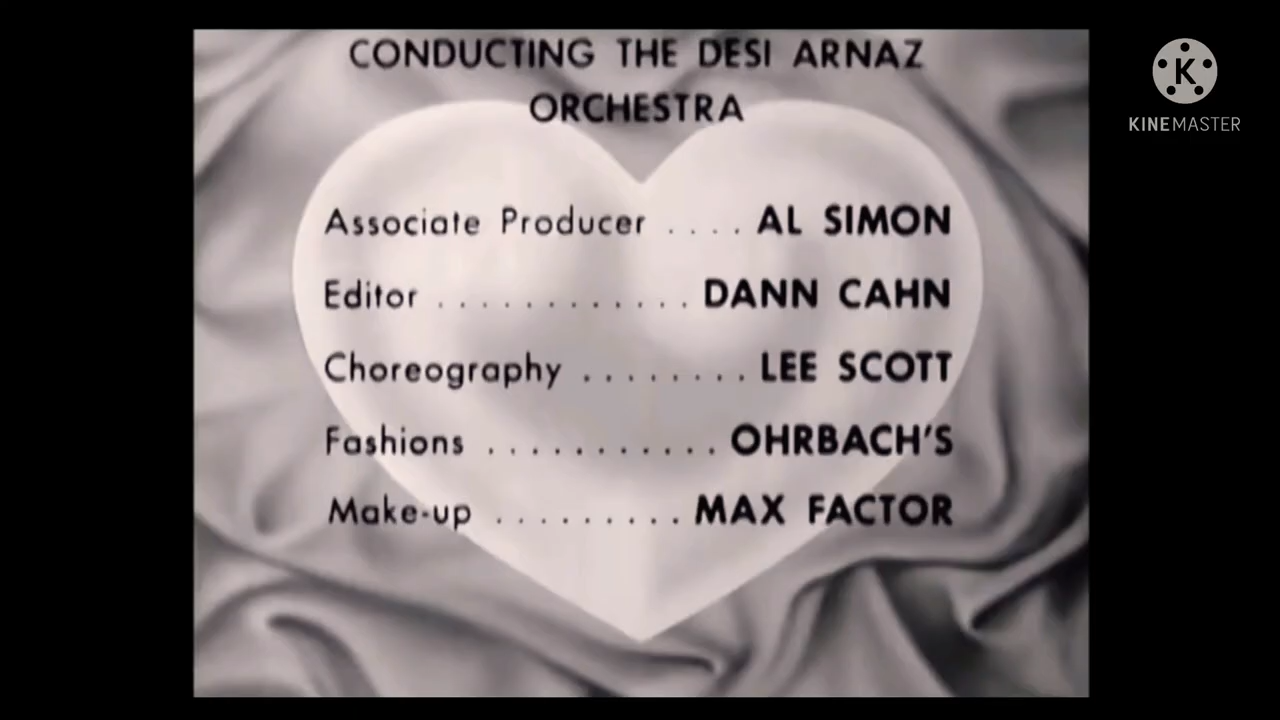 CONDUCTING THE DESI ARNAZ
ORCHESTRA
Associate Producer .... AL SIMON
Editor ............ DANN CAHN
Choreography ........ LEE SCOTT
Fashions ........... OHRBACH'S
Make-up ......... MAX FACTOR
K
KINEMASTER